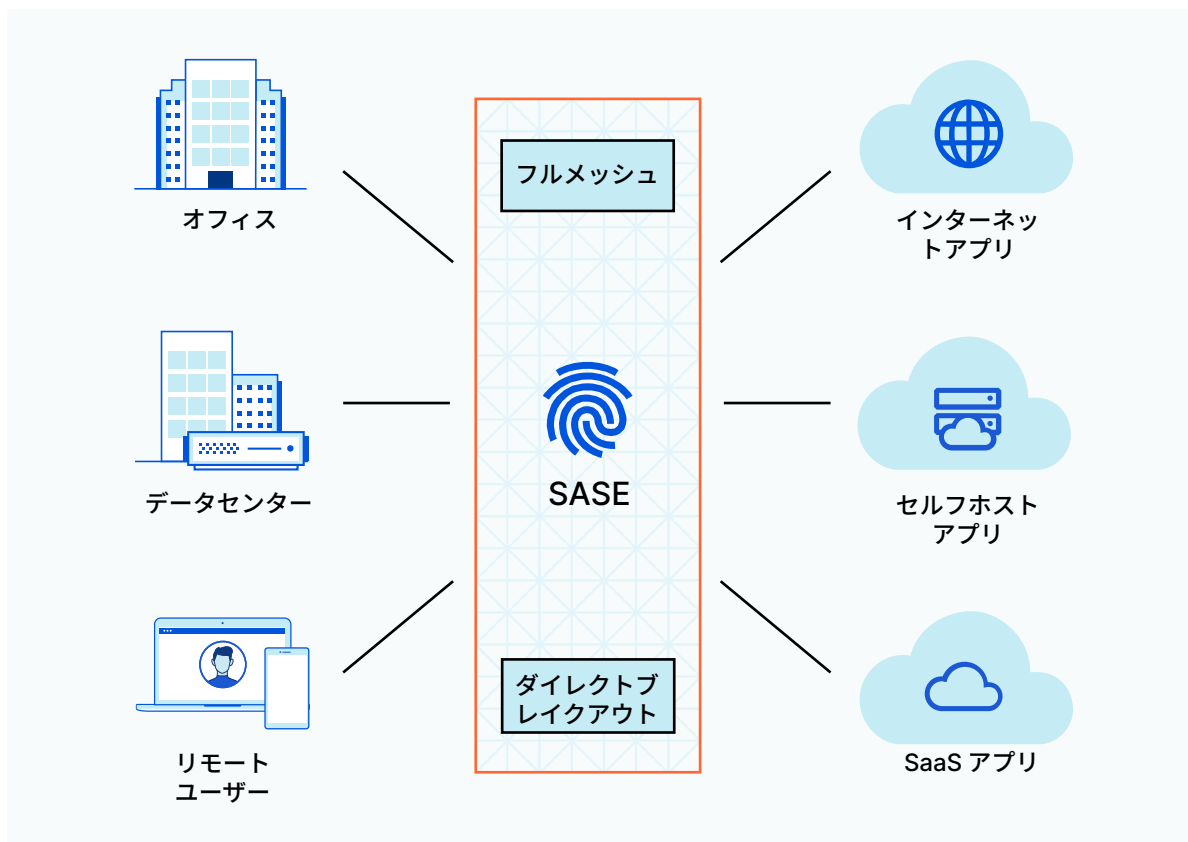 オフィス
データセンター
リモート
ユーザー
フルメッシュ
SASE
ダイレクトブ
レイクアウト
インターネッ
トアプリ
セルフホスト
アプリ
SaaS アプリ